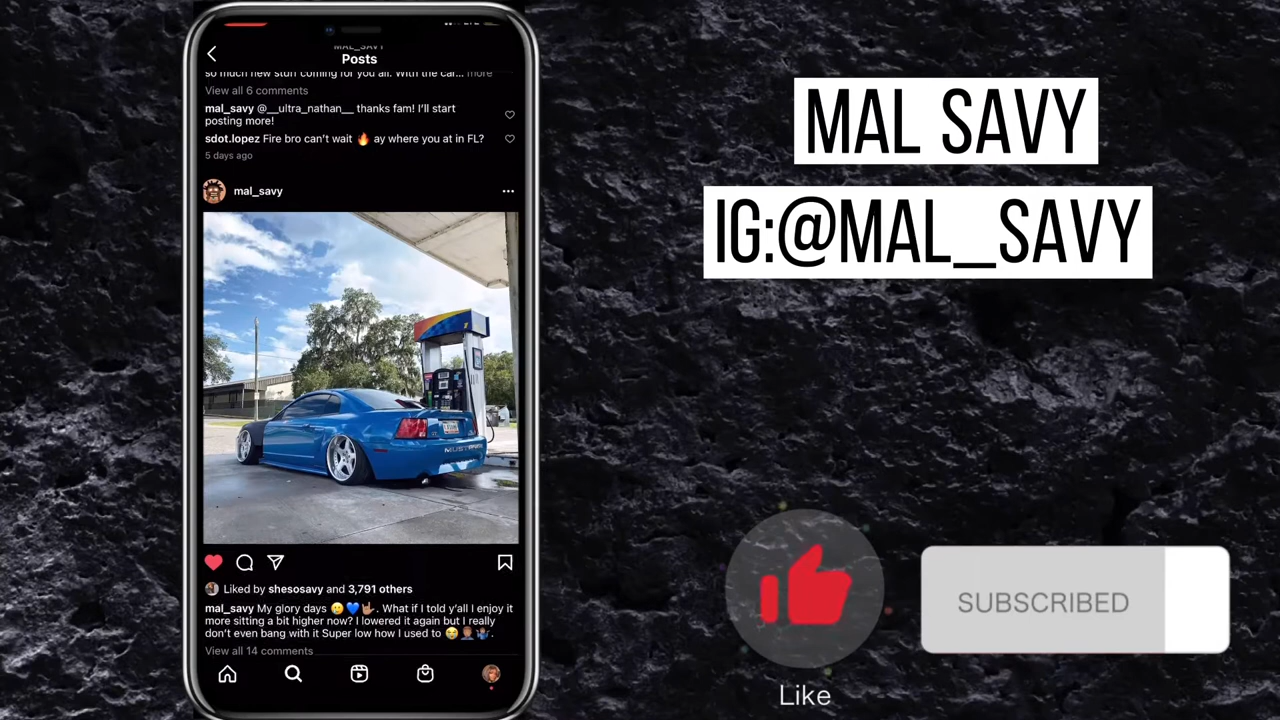 MAL_SAVY
Posts
so much new stuff coming for you all. With the car... more
View all 6 comments
mal_savy @__ultra_nathan__ thanks fam! I'll start
posting more!
sdot.lopez Fire bro can't wait 🔥 ay where you at in FL?
5 days ago
mal_savy
MUSTANG
Liked by shesosavy and 3,791 others
mal_savy My glory days 🥲💙🤟🏽. What if I told y'all I enjoy it
more sitting a bit higher now? I lowered it again but I really
don't even bang with it Super low how I used to 😭🤦🏽‍♂️🤷🏽‍♂️.
View all 14 comments
MAL SAVY
IG:@MAL_SAVY
SUBSCRIBED
Like